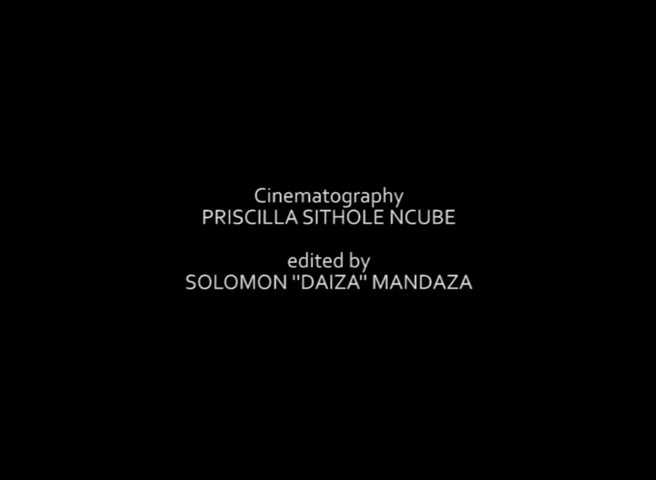 Cinematography
PRISCILLA SITHOLE NCUBE
edited by
SOLOMON "DAIZA" MANDAZA